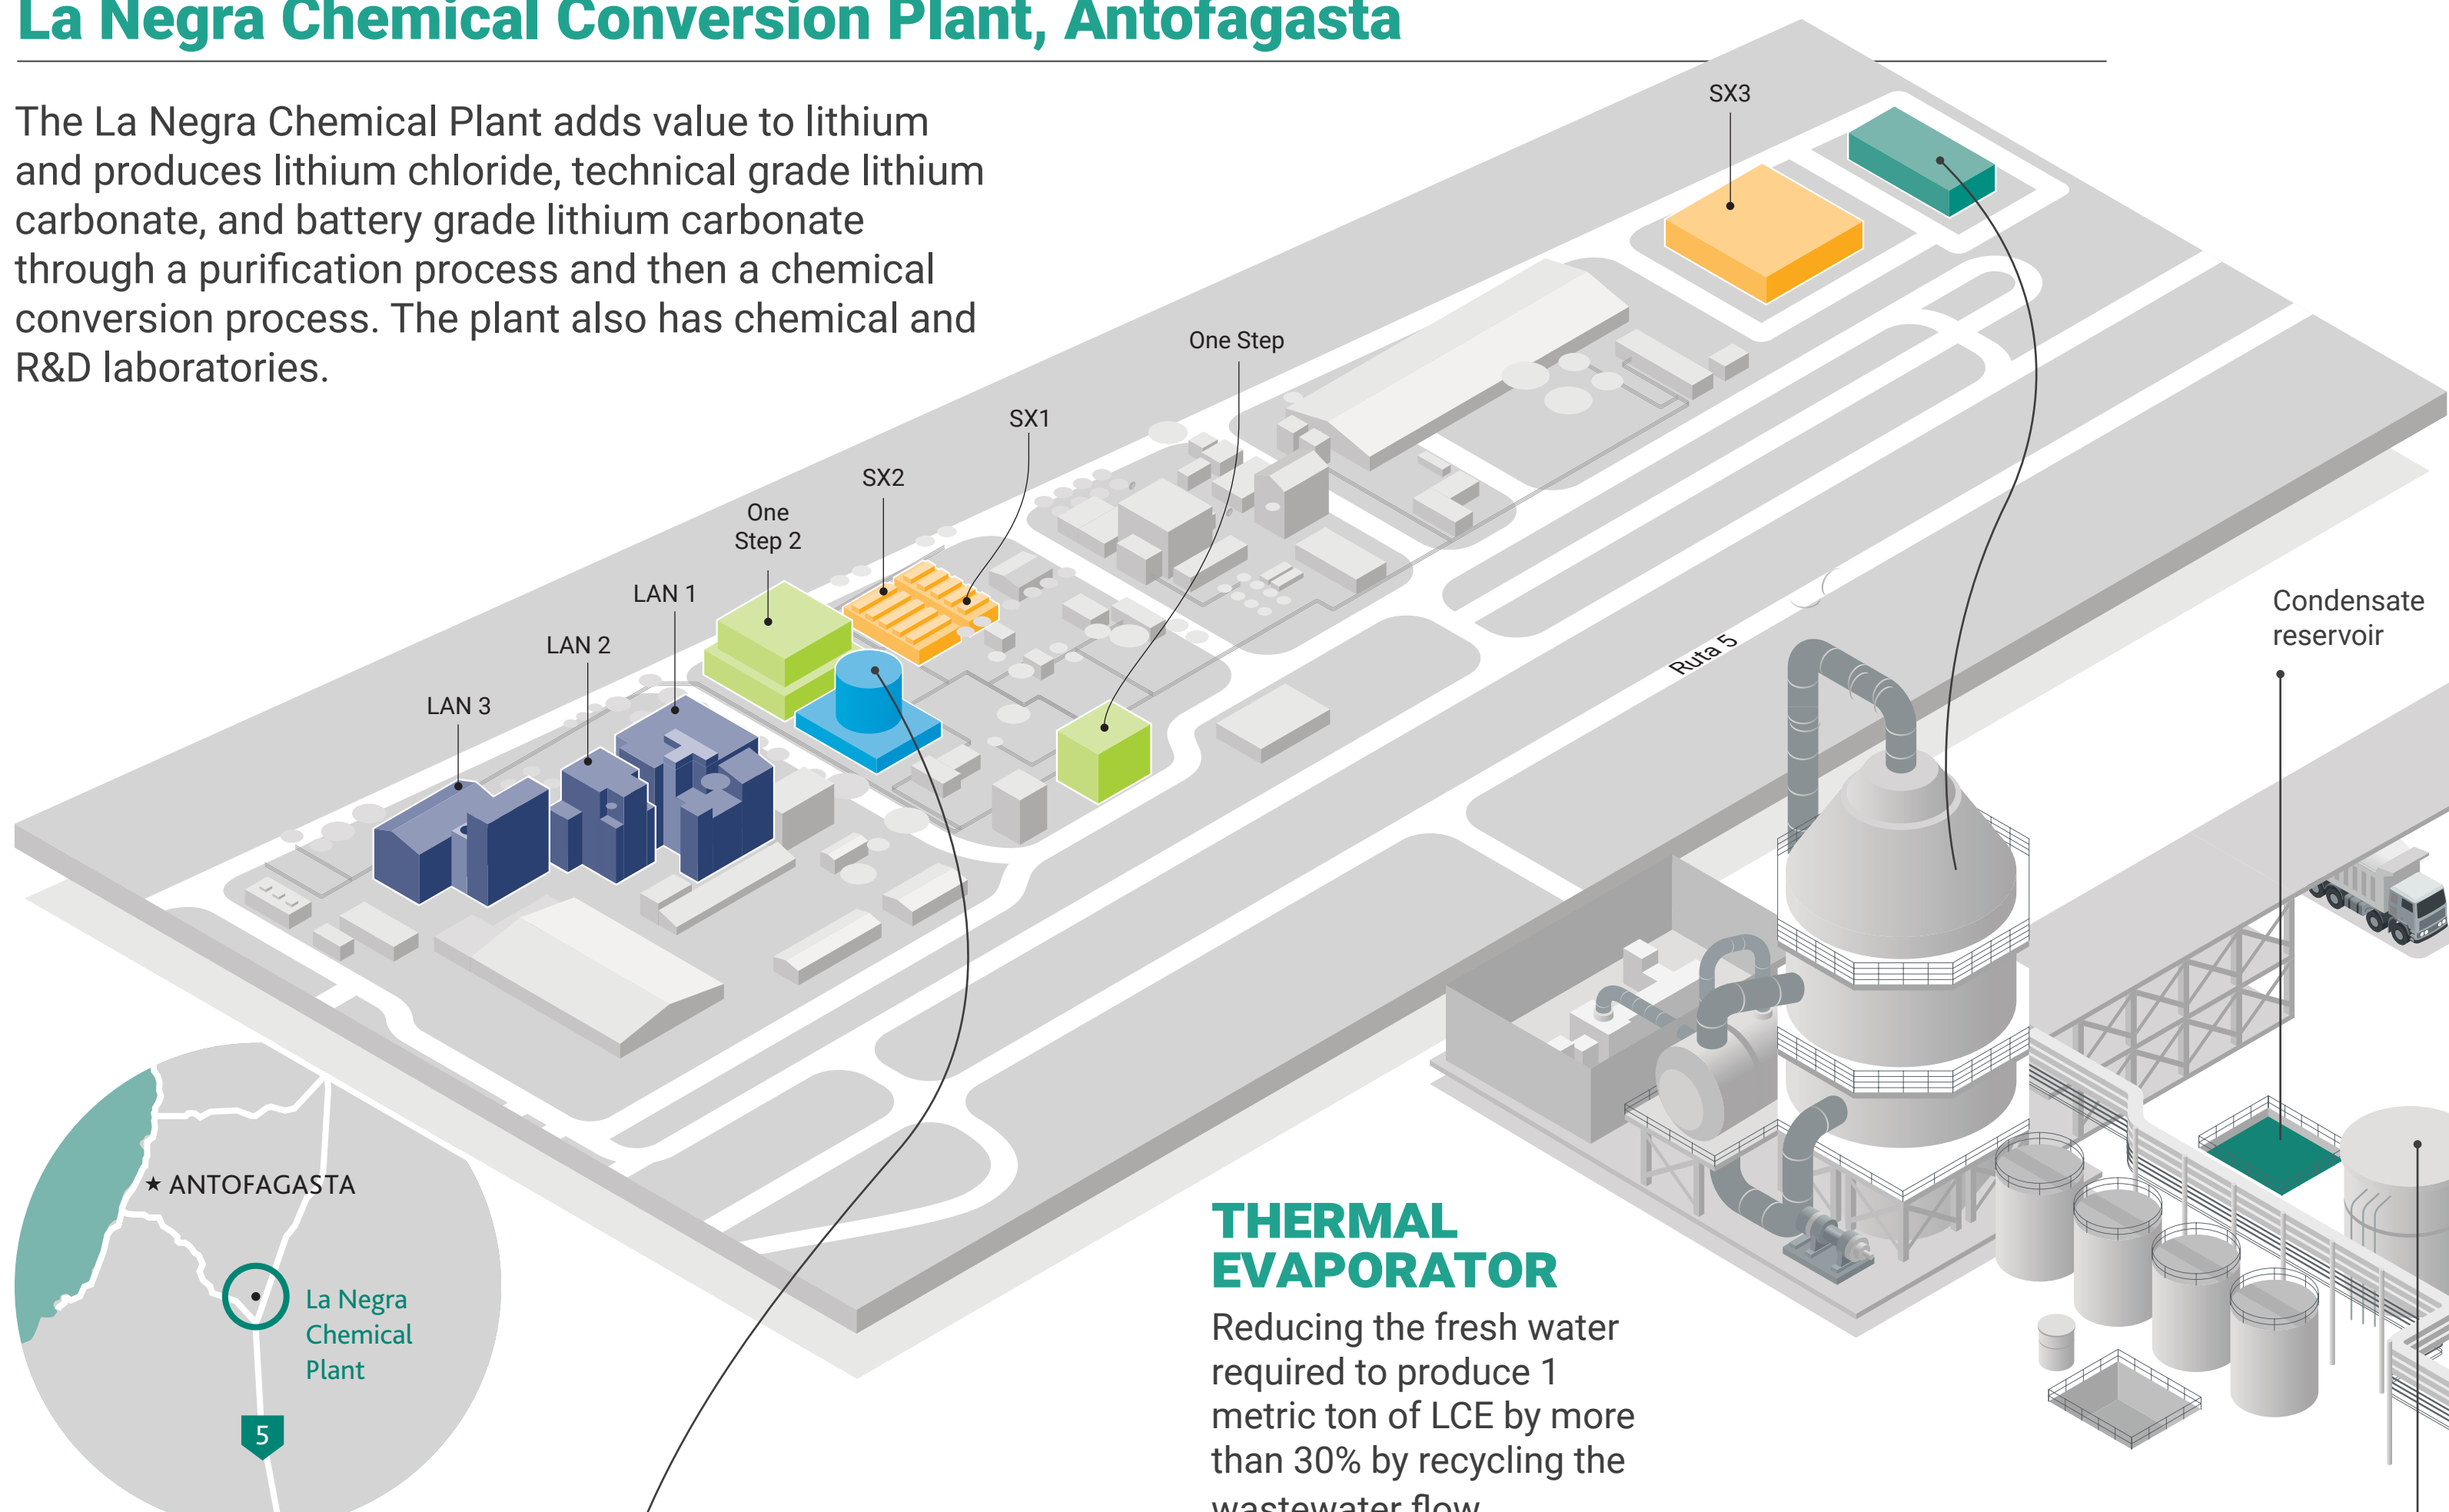 La Negra Chemical Conversion Plant, Antofagasta
The La Negra Chemical Plant adds value to lithium
and produces lithium chloride, technical grade lithium
carbonate, and battery grade lithium carbonate
through a purification process and then a chemical
conversion process. The plant also has chemical and
R&D laboratories.
SX3
One Step
SX1
SX2
One
Step 2
LAN 1
LAN 2
LAN 3
Ruta 5
Condensate
reservoir
★ ANTOFAGASTA
La Negra
Chemical
Plant
5
THERMAL
EVAPORATOR
Reducing the fresh water
required to produce 1
metric ton of LCE by more
than 30% by recycling the
wastewater flow